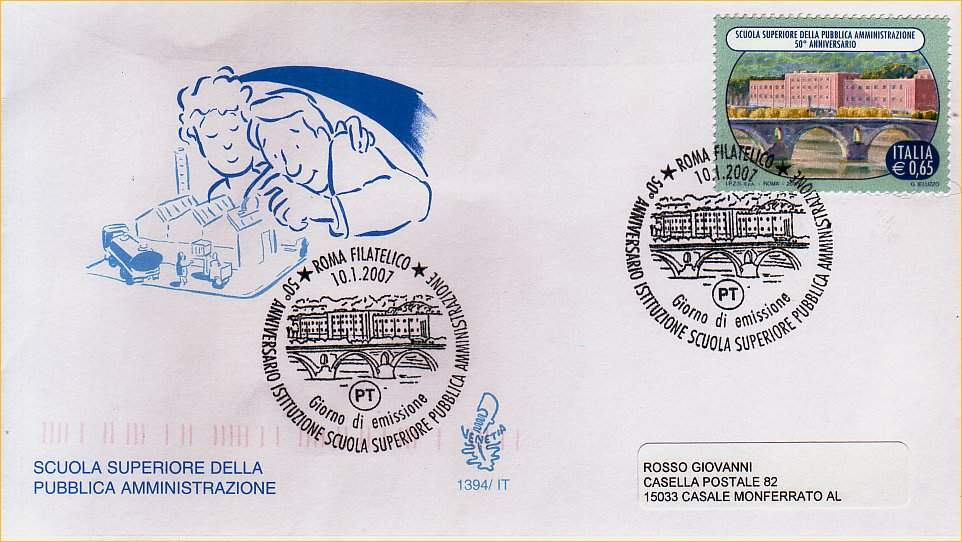 SCUOLA SUPERIORE DELLA PUBBLICA AMMINISTRAZIONE
50° ANNIVERSARIO
ITALIA
€ 0,65
I.P.Z.S. S.p.A. - ROMA -
G. BELLIZZO
★ ROMA FILATELICO ★
10.1.2007
50° ANNIVERSARIO ISTITUZIONE SCUOLA SUPERIORE PUBBLICA AMMINISTRAZIONE
PT
Giorno di emissione
★ ROMA FILATELICO ★
10.1.2007
50° ANNIVERSARIO ISTITUZIONE SCUOLA SUPERIORE PUBBLICA AMMINISTRAZIONE
PT
Giorno di emissione
VENETIA
1394/ IT
SCUOLA SUPERIORE DELLA
PUBBLICA AMMINISTRAZIONE
ROSSO GIOVANNI
CASELLA POSTALE 82
15033 CASALE MONFERRATO AL